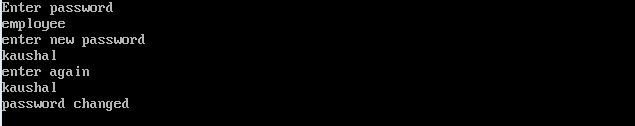 Enter password
employee
enter new password
kaushal
enter again
kaushal
password changed